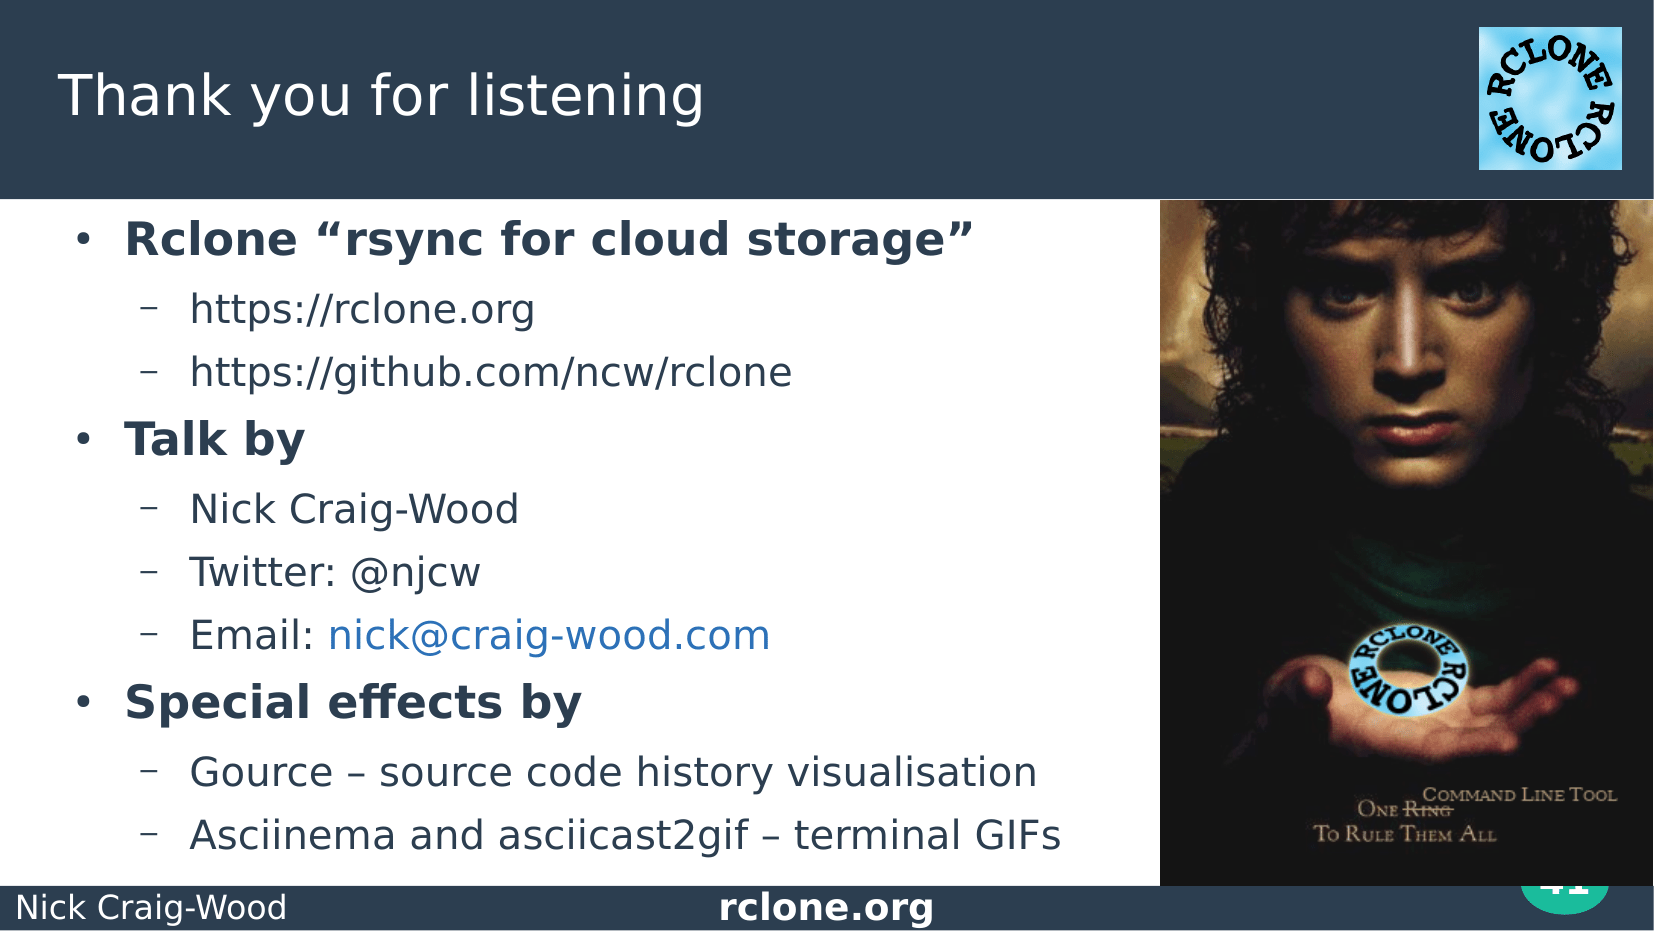 Thank you for listening
RCLONE RCLONE
• Rclone “rsync for cloud storage”
– https://rclone.org
– https://github.com/ncw/rclone
• Talk by
– Nick Craig-Wood
– Twitter: @njcw
– Email: nick@craig-wood.com
• Special effects by
– Gource – source code history visualisation
– Asciinema and asciicast2gif – terminal GIFs
RCLONE RCLONE
COMMAND LINE TOOL
ONE RING
TO RULE THEM ALL
Nick Craig-Wood
rclone.org
41